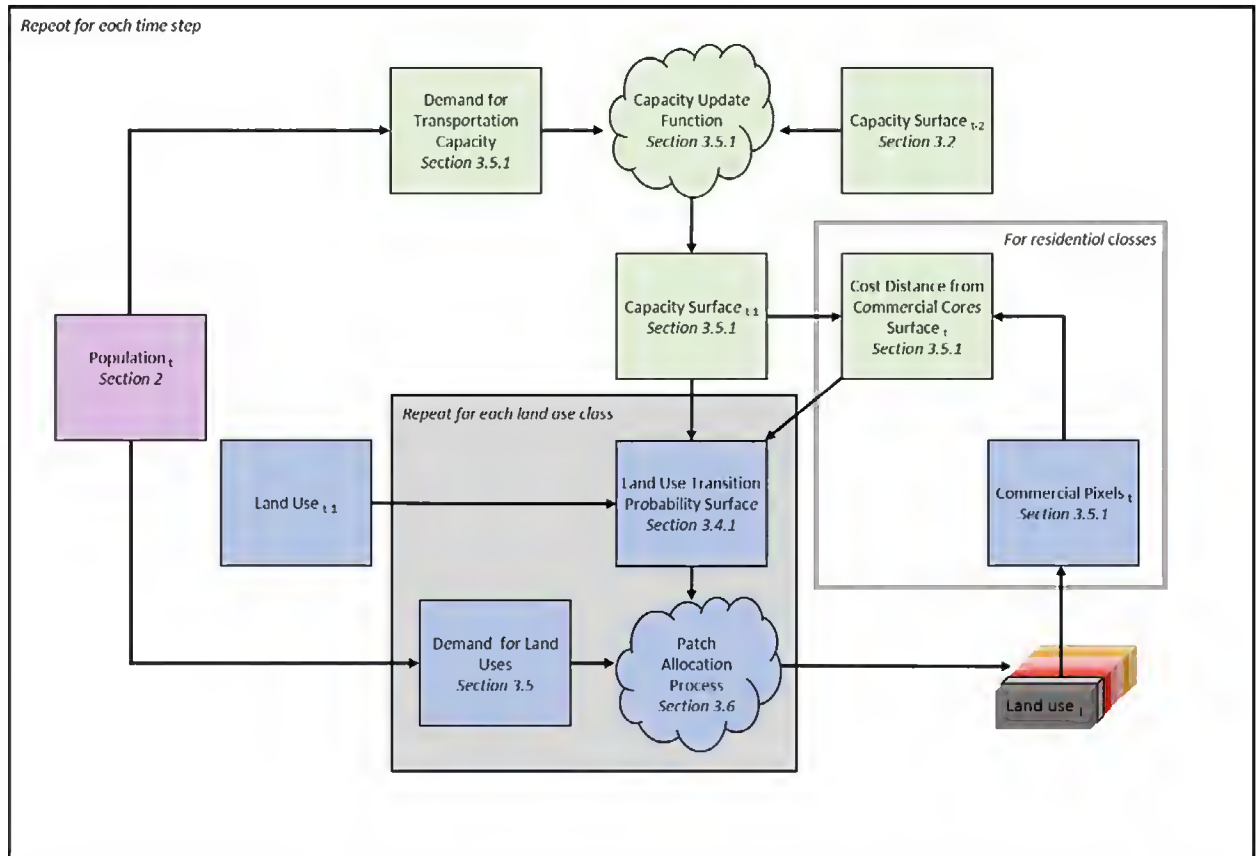 Repeat for each time step
Demand for
Transportation
Capacity
Section 3.5.1
Capacity Update
Function
Section 3.5.1
Capacity Surface t-2
Section 3.2
For residential classes
Capacity Surface t-1
Section 3.5.1
Cost Distance from
Commercial Cores
Surface t
Section 3.5.1
Population t
Section 2
Repeat for each land use class
Land Use t-1
Land Use Transition
Probability Surface
Section 3.4.1
Commercial Pixels t
Section 3.5.1
Demand for Land
Uses
Section 3.5
Patch
Allocation
Process
Section 3.6
Land use t